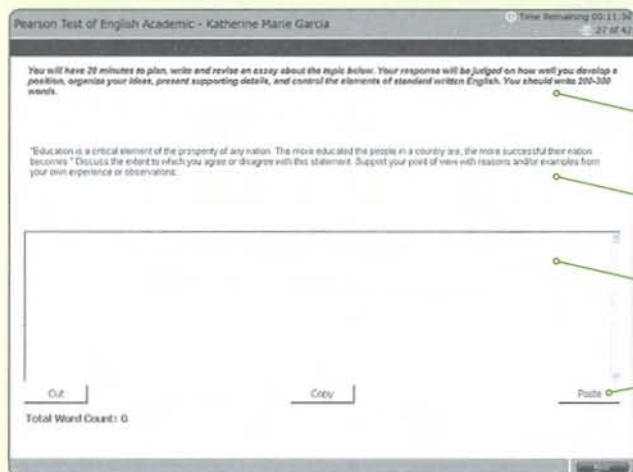 Pearson Test of English Academic - Katherine Marie Garcia
Time Remaining 00:11:36
27 of 42
You will have 20 minutes to plan, write and revise an essay about the topic below. Your response will be judged on how well you develop a
position, organize your ideas, present supporting details, and control the elements of standard written English. You should write 200-300
words.
"Education is a critical element of the prosperity of any nation. The more educated the people in a country are, the more successful their nation
becomes." Discuss the extent to which you agree or disagree with this statement. Support your point of view with reasons and/or examples from
your own experience or observations.
Cut
Copy
Paste
Total Word Count: 0